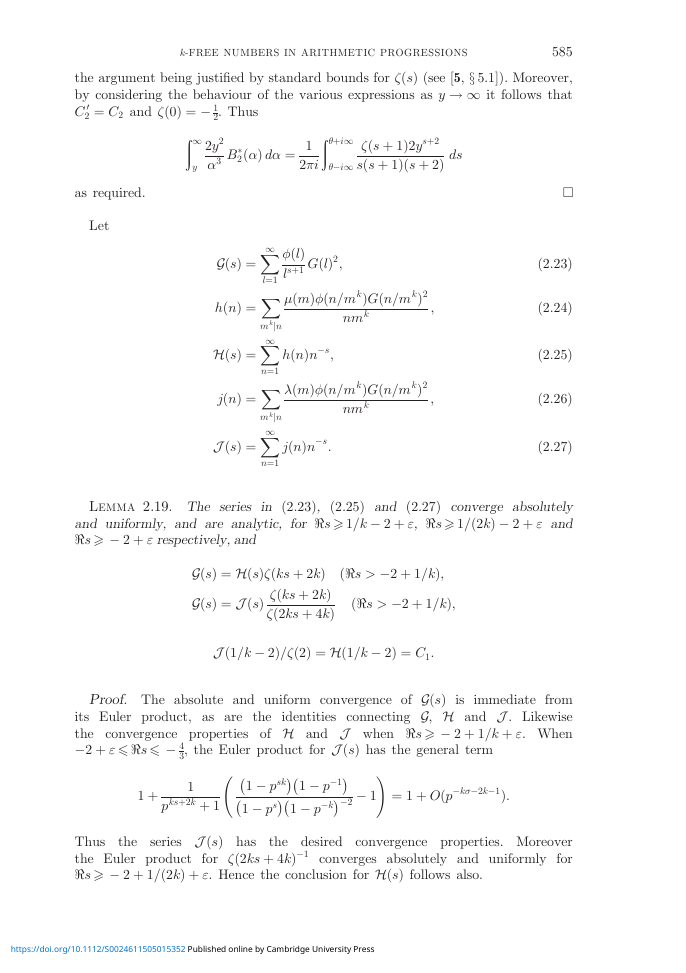 k-FREE NUMBERS IN ARITHMETIC PROGRESSIONS 585
the argument being justified by standard bounds for ζ(s) (see [5, § 5.1]). Moreover,
by considering the behaviour of the various expressions as y → ∞ it follows that
C₂′ = C₂ and ζ(0) = −½. Thus
∫_y^∞ (2y²/α³) B₂*(α) dα = (1/2πi) ∫_{θ−i∞}^{θ+i∞} (ζ(s + 1)2y^{s+2})/(s(s + 1)(s + 2)) ds
as required. □
Let
𝒢(s) = ∑_{l=1}^∞ (φ(l)/l^{s+1}) G(l)², (2.23)
h(n) = ∑_{m^k|n} (μ(m)φ(n/m^k)G(n/m^k)²)/(nm^k), (2.24)
ℋ(s) = ∑_{n=1}^∞ h(n)n^{−s}, (2.25)
j(n) = ∑_{m^k|n} (λ(m)φ(n/m^k)G(n/m^k)²)/(nm^k), (2.26)
𝒥(s) = ∑_{n=1}^∞ j(n)n^{−s}. (2.27)
LEMMA 2.19. The series in (2.23), (2.25) and (2.27) converge absolutely
and uniformly, and are analytic, for ℜs ⩾ 1/k − 2 + ε, ℜs ⩾ 1/(2k) − 2 + ε and
ℜs ⩾ − 2 + ε respectively, and
𝒢(s) = ℋ(s)ζ(ks + 2k) (ℜs > −2 + 1/k),
𝒢(s) = 𝒥(s) ζ(ks + 2k)/ζ(2ks + 4k) (ℜs > −2 + 1/k),
𝒥(1/k − 2)/ζ(2) = ℋ(1/k − 2) = C₁.
Proof. The absolute and uniform convergence of 𝒢(s) is immediate from
its Euler product, as are the identities connecting 𝒢, ℋ and 𝒥. Likewise
the convergence properties of ℋ and 𝒥 when ℜs ⩾ − 2 + 1/k + ε. When
−2 + ε ⩽ ℜs ⩽ −4/3, the Euler product for 𝒥(s) has the general term
1 + (1/(p^{ks+2k} + 1)) ( ((1 − p^{sk})(1 − p^{−1}))/((1 − p^s)(1 − p^{−k})^{−2}) − 1 ) = 1 + O(p^{−kσ−2k−1}).
Thus the series 𝒥(s) has the desired convergence properties. Moreover
the Euler product for ζ(2ks + 4k)^{−1} converges absolutely and uniformly for
ℜs ⩾ − 2 + 1/(2k) + ε. Hence the conclusion for ℋ(s) follows also.
https://doi.org/10.1112/S0024611505015352 Published online by Cambridge University Press